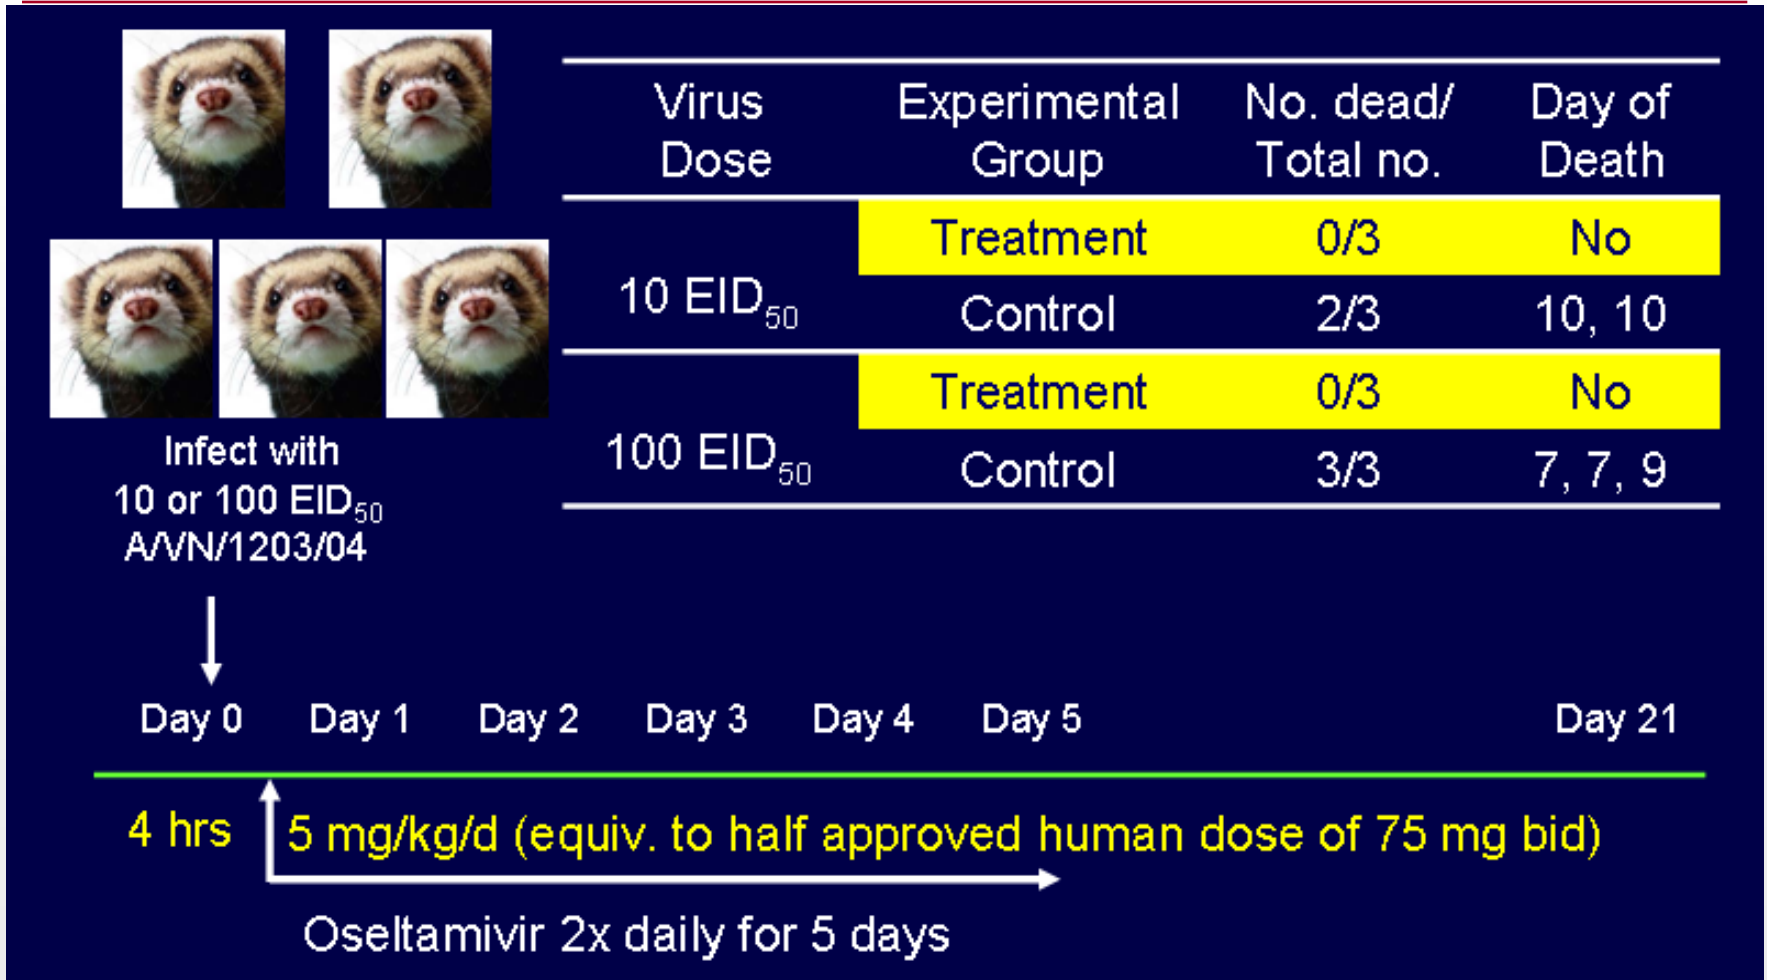 Virus Dose	Experimental Group	No. dead/ Total no.	Day of Death
10 EID50	Treatment	0/3	No
Control	2/3	10, 10
100 EID50	Treatment	0/3	No
Control	3/3	7, 7, 9
Infect with
10 or 100 EID50
A/VN/1203/04
Day 0 Day 1 Day 2 Day 3 Day 4 Day 5 Day 21
4 hrs 5 mg/kg/d (equiv. to half approved human dose of 75 mg bid)
Oseltamivir 2x daily for 5 days